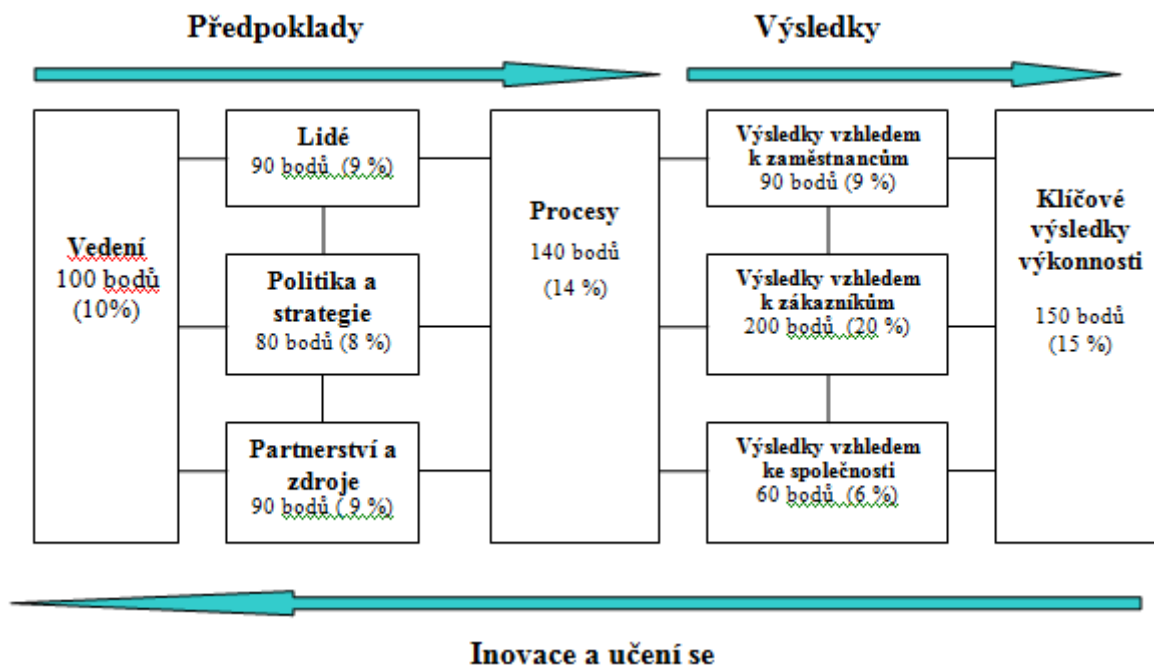 Předpoklady
Výsledky
Vedení
100 bodů
(10%)
Lidé
90 bodů (9 %)
Politika a
strategie
80 bodů (8 %)
Partnerství a
zdroje
90 bodů ( 9 %)
Procesy
140 bodů
(14 %)
Výsledky vzhledem
k zaměstnancům
90 bodů (9 %)
Výsledky vzhledem
k zákazníkům
200 bodů (20 %)
Výsledky vzhledem
ke společnosti
60 bodů (6 %)
Klíčové
výsledky
výkonnosti
150 bodů
(15 %)
Inovace a učení se